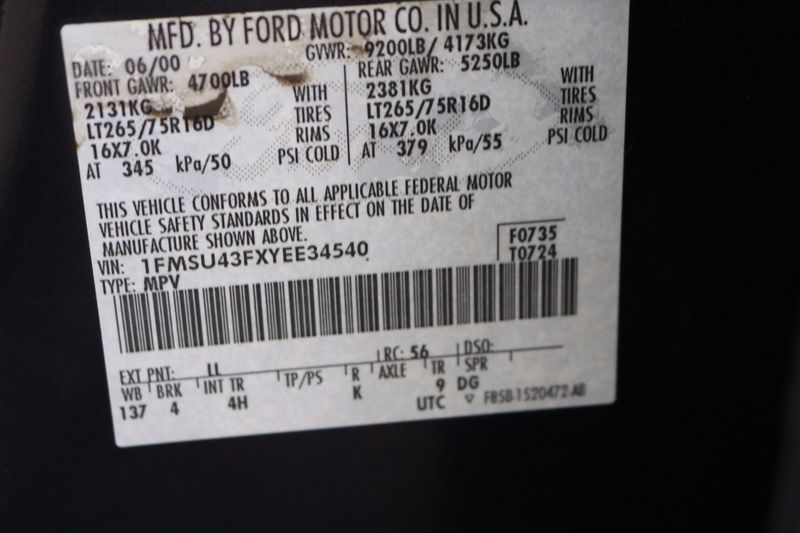 MFD. BY FORD MOTOR CO. IN U.S.A.
DATE: 06/00 GVWR: 9200LB/ 4173KG
FRONT GAWR: 4700LB REAR GAWR: 5250LB
2131KG WITH 2381KG WITH
LT265/75R16D TIRES LT265/75R16D TIRES
16X7.0K RIMS 16X7.0K RIMS
AT 345 kPa/50 PSI COLD AT 379 kPa/55 PSI COLD
THIS VEHICLE CONFORMS TO ALL APPLICABLE FEDERAL MOTOR
VEHICLE SAFETY STANDARDS IN EFFECT ON THE DATE OF
MANUFACTURE SHOWN ABOVE.
VIN: 1FMSU43FXYEE34540 F0735
TYPE: MPV T0724
EXT PNT: LL RC: 56 DSO:
WB BRK INT TR TP/PS R AXLE TR SPR
137 4 4H K 9 DG
UTC ▽ F85B-1520472-AB